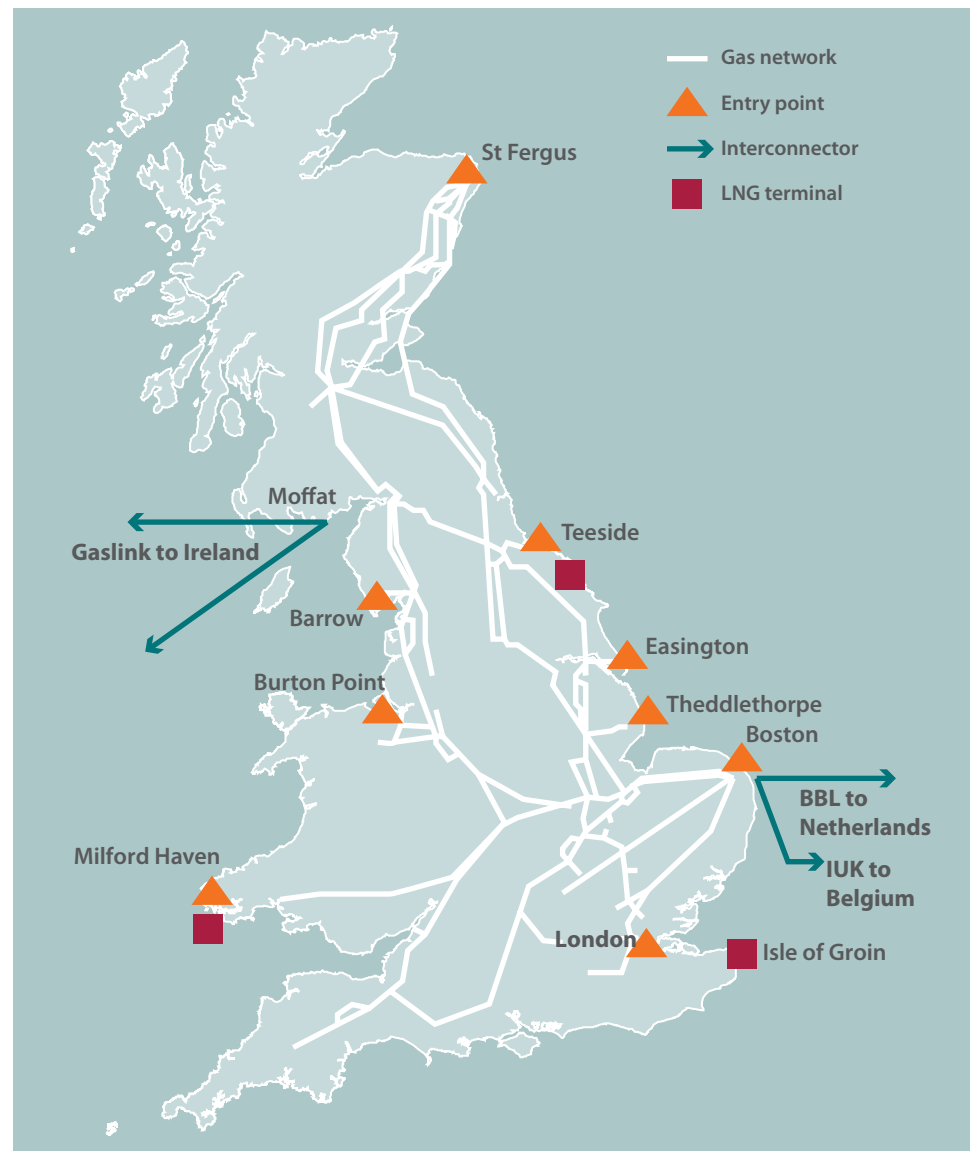 Gas network
Entry point
Interconnector
LNG terminal
St Fergus
Moffat
Gaslink to Ireland
Teeside
Barrow
Easington
Burton Point
Theddlethorpe
Boston
BBL to
Netherlands
IUK to
Belgium
Milford Haven
London
Isle of Groin